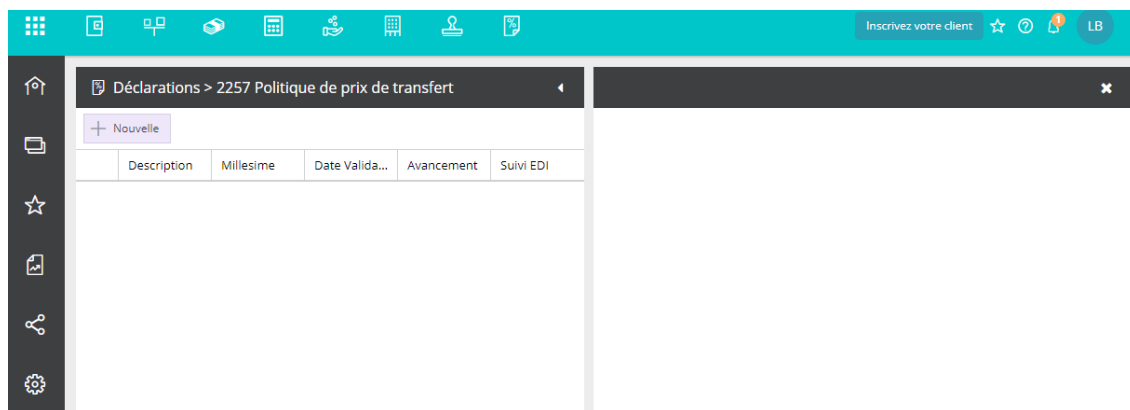 Inscrivez votre client
1
LB
Déclarations > 2257 Politique de prix de transfert
Nouvelle
Description Millesime Date Valida... Avancement Suivi EDI